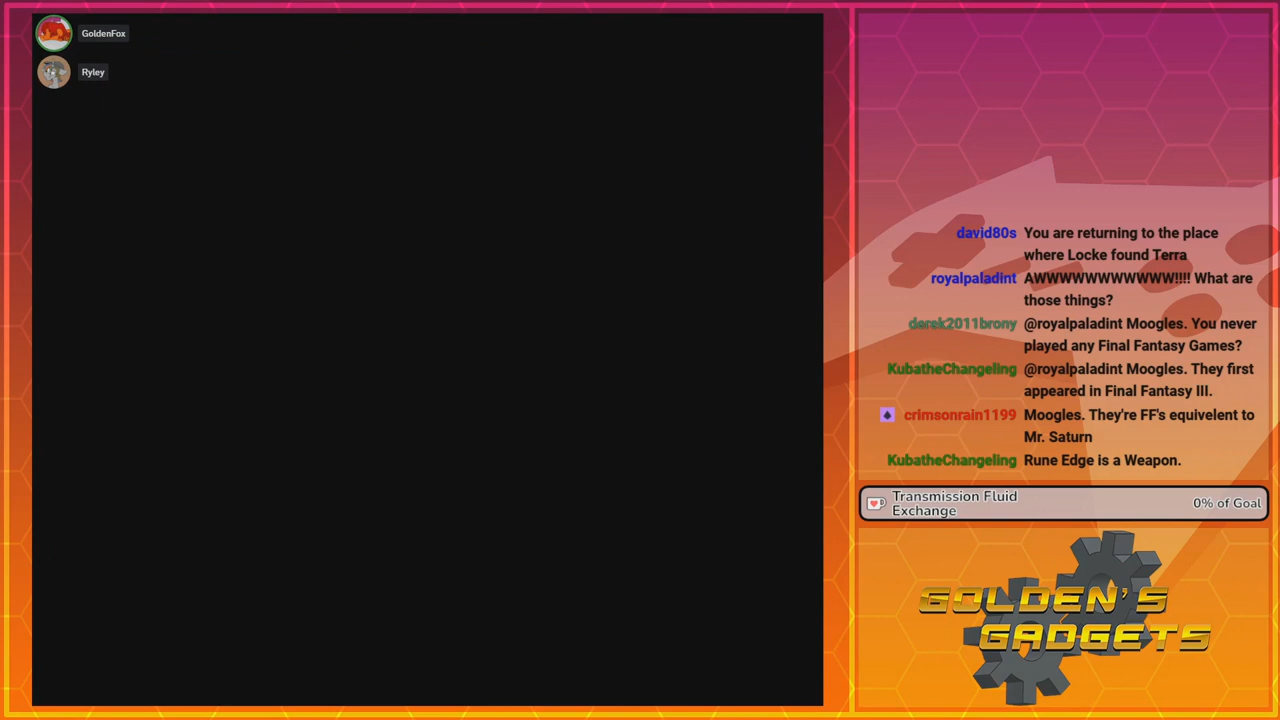 GoldenFox
Ryley
david80s You are returning to the place
where Locke found Terra
royalpaladint AWWWWWWWWWWW!!!! What are
those things?
derek2011brony @royalpaladint Moogles. You never
played any Final Fantasy Games?
KubatheChangeling @royalpaladint Moogles. They first
appeared in Final Fantasy III.
crimsonrain1199 Moogles. They're FF's equivelent to
Mr. Saturn
KubatheChangeling Rune Edge is a Weapon.
Transmission Fluid
Exchange
0% of Goal
GOLDEN'S
GADGETS